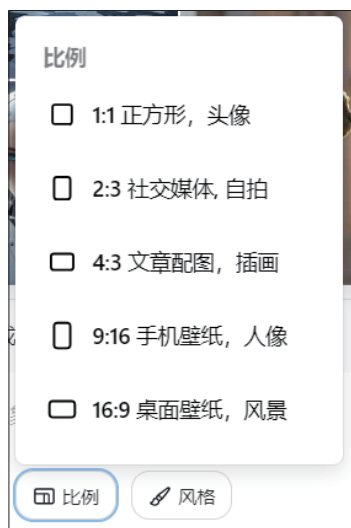 比例
1:1 正方形，头像
2:3 社交媒体, 自拍
4:3 文章配图，插画
9:16 手机壁纸，人像
16:9 桌面壁纸，风景
比例
风格